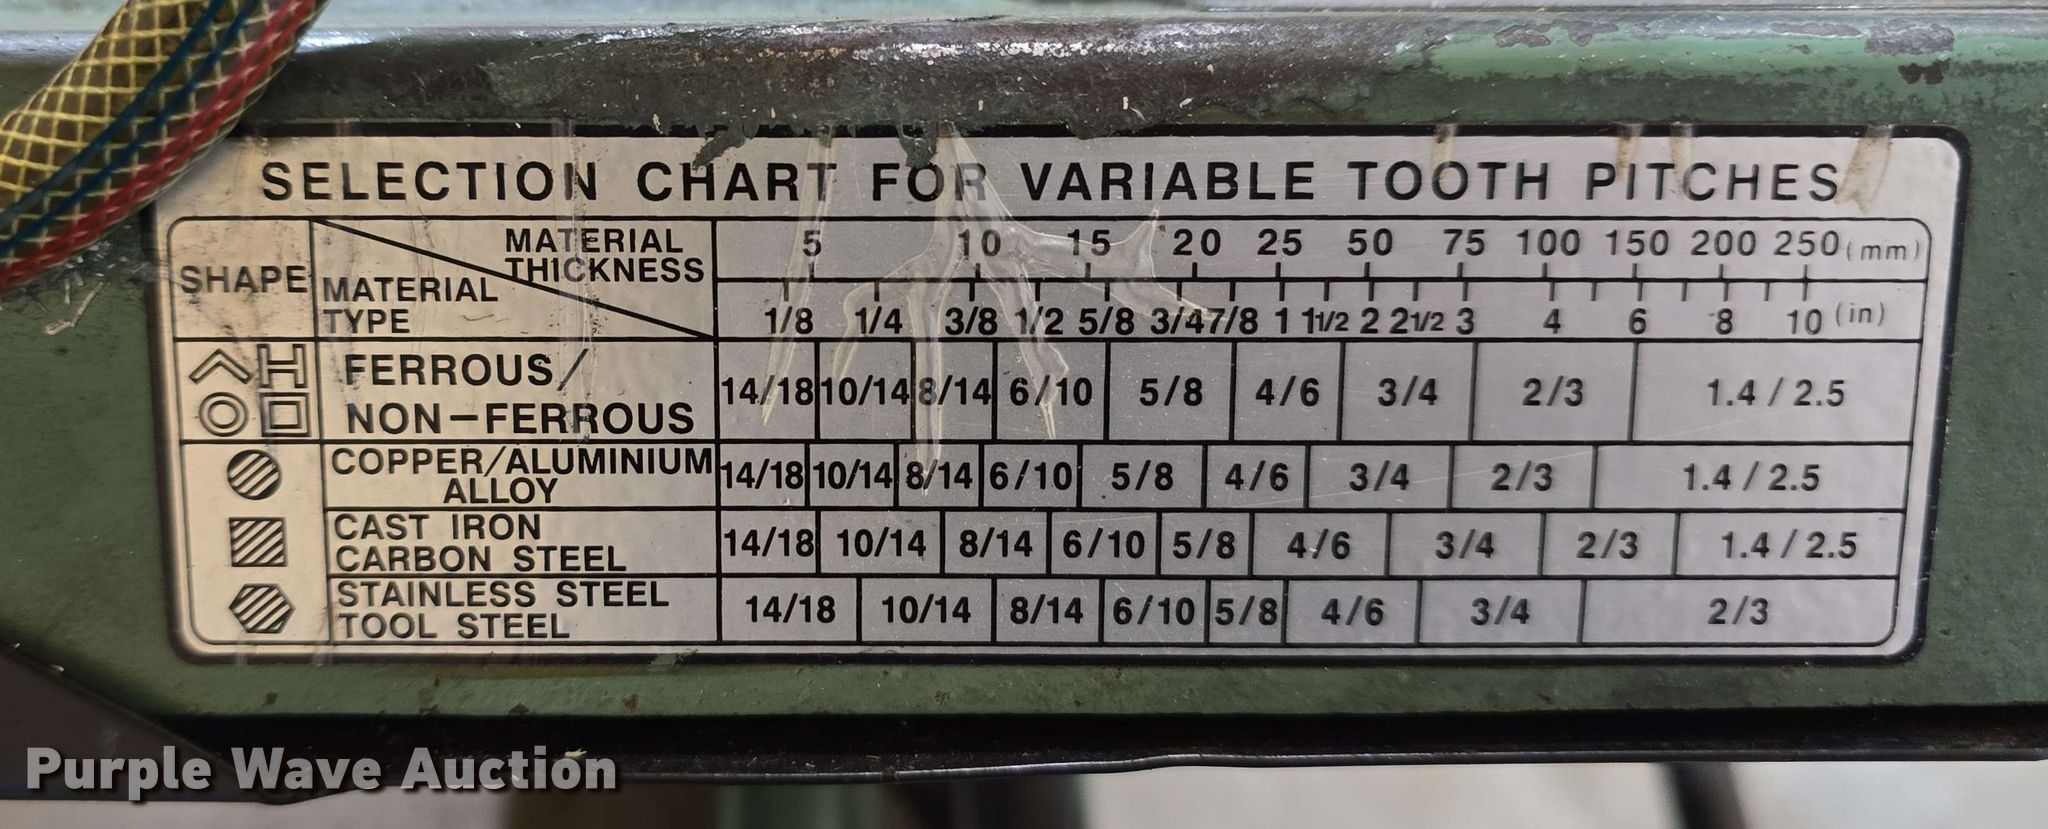 SELECTION CHART FOR VARIABLE TOOTH PITCHES
SHAPE
MATERIAL THICKNESS
MATERIAL TYPE
5 10 15 20 25 50 75 100 150 200 250 (mm)
1/8 1/4 3/8 1/2 5/8 3/4 7/8 1 1 1/2 2 2 1/2 3 4 6 8 10 (in)
FERROUS/
NON-FERROUS
14/18 10/14 8/14 6/10 5/8 4/6 3/4 2/3 1.4/2.5
COPPER/ALUMINIUM
ALLOY
14/18 10/14 8/14 6/10 5/8 4/6 3/4 2/3 1.4/2.5
CAST IRON
CARBON STEEL
14/18 10/14 8/14 6/10 5/8 4/6 3/4 2/3 1.4/2.5
STAINLESS STEEL
TOOL STEEL
14/18 10/14 8/14 6/10 5/8 4/6 3/4 2/3
Purple Wave Auction